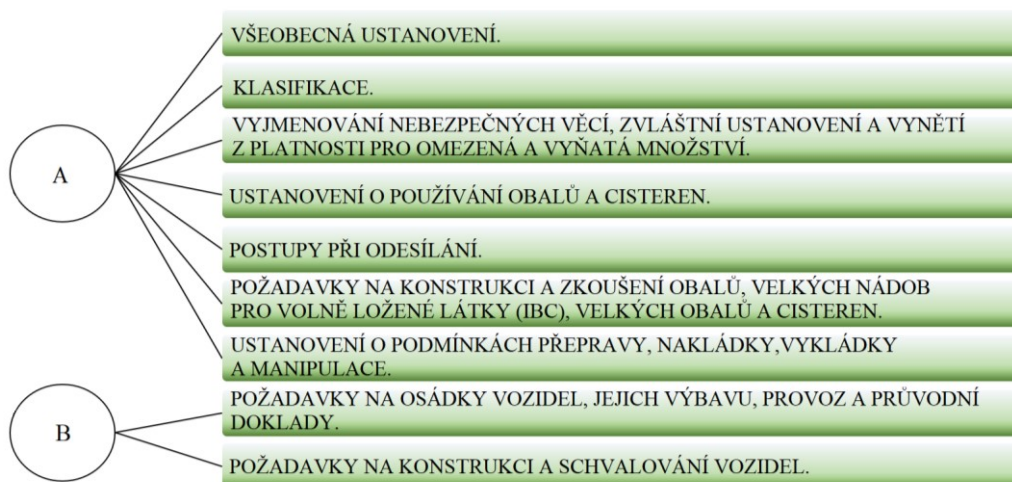 VŠEOBECNÁ USTANOVENÍ.
KLASIFIKACE.
VYJMENOVÁNÍ NEBEZPEČNÝCH VĚCÍ, ZVLÁŠTNÍ USTANOVENÍ A VYNĚTÍ
Z PLATNOSTI PRO OMEZENÁ A VYŇATÁ MNOŽSTVÍ.
A
USTANOVENÍ O POUŽÍVÁNÍ OBALŮ A CISTEREN.
POSTUPY PŘI ODESÍLÁNÍ.
POŽADAVKY NA KONSTRUKCI A ZKOUŠENÍ OBALŮ, VELKÝCH NÁDOB
PRO VOLNĚ LOŽENÉ LÁTKY (IBC), VELKÝCH OBALŮ A CISTEREN.
USTANOVENÍ O PODMÍNKÁCH PŘEPRAVY, NAKLÁDKY,VYKLÁDKY
A MANIPULACE.
B
POŽADAVKY NA OSÁDKY VOZIDEL, JEJICH VÝBAVU, PROVOZ A PRŮVODNÍ
DOKLADY.
POŽADAVKY NA KONSTRUKCI A SCHVALOVÁNÍ VOZIDEL.